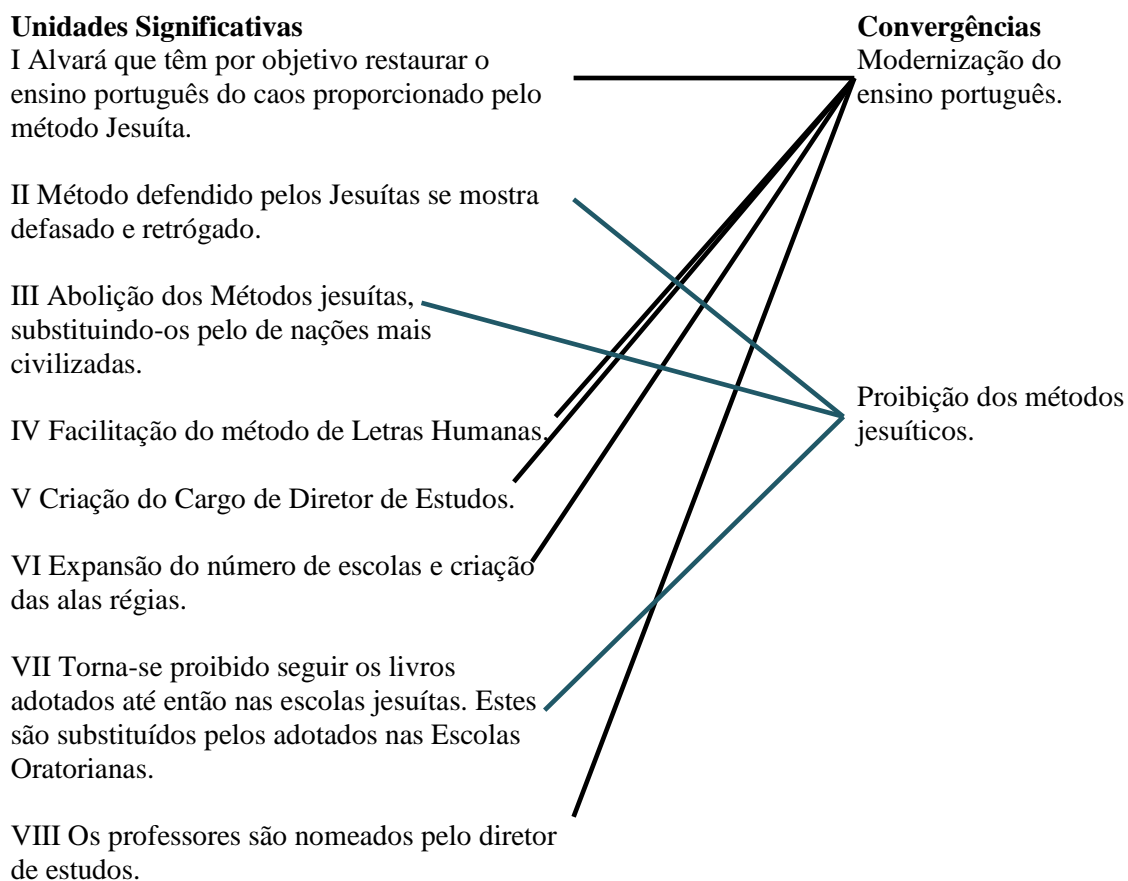 Unidades Significativas
I Alvará que têm por objetivo restaurar o
ensino português do caos proporcionado pelo
método Jesuíta.
II Método defendido pelos Jesuítas se mostra
defasado e retrógado.
III Abolição dos Métodos jesuítas,
substituindo-os pelo de nações mais
civilizadas.
IV Facilitação do método de Letras Humanas.
V Criação do Cargo de Diretor de Estudos.
VI Expansão do número de escolas e criação
das alas régias.
VII Torna-se proibido seguir os livros
adotados até então nas escolas jesuítas. Estes
são substituídos pelos adotados nas Escolas
Oratorianas.
VIII Os professores são nomeados pelo diretor
de estudos.
Convergências
Modernização do
ensino português.
Proibição dos métodos
jesuíticos.